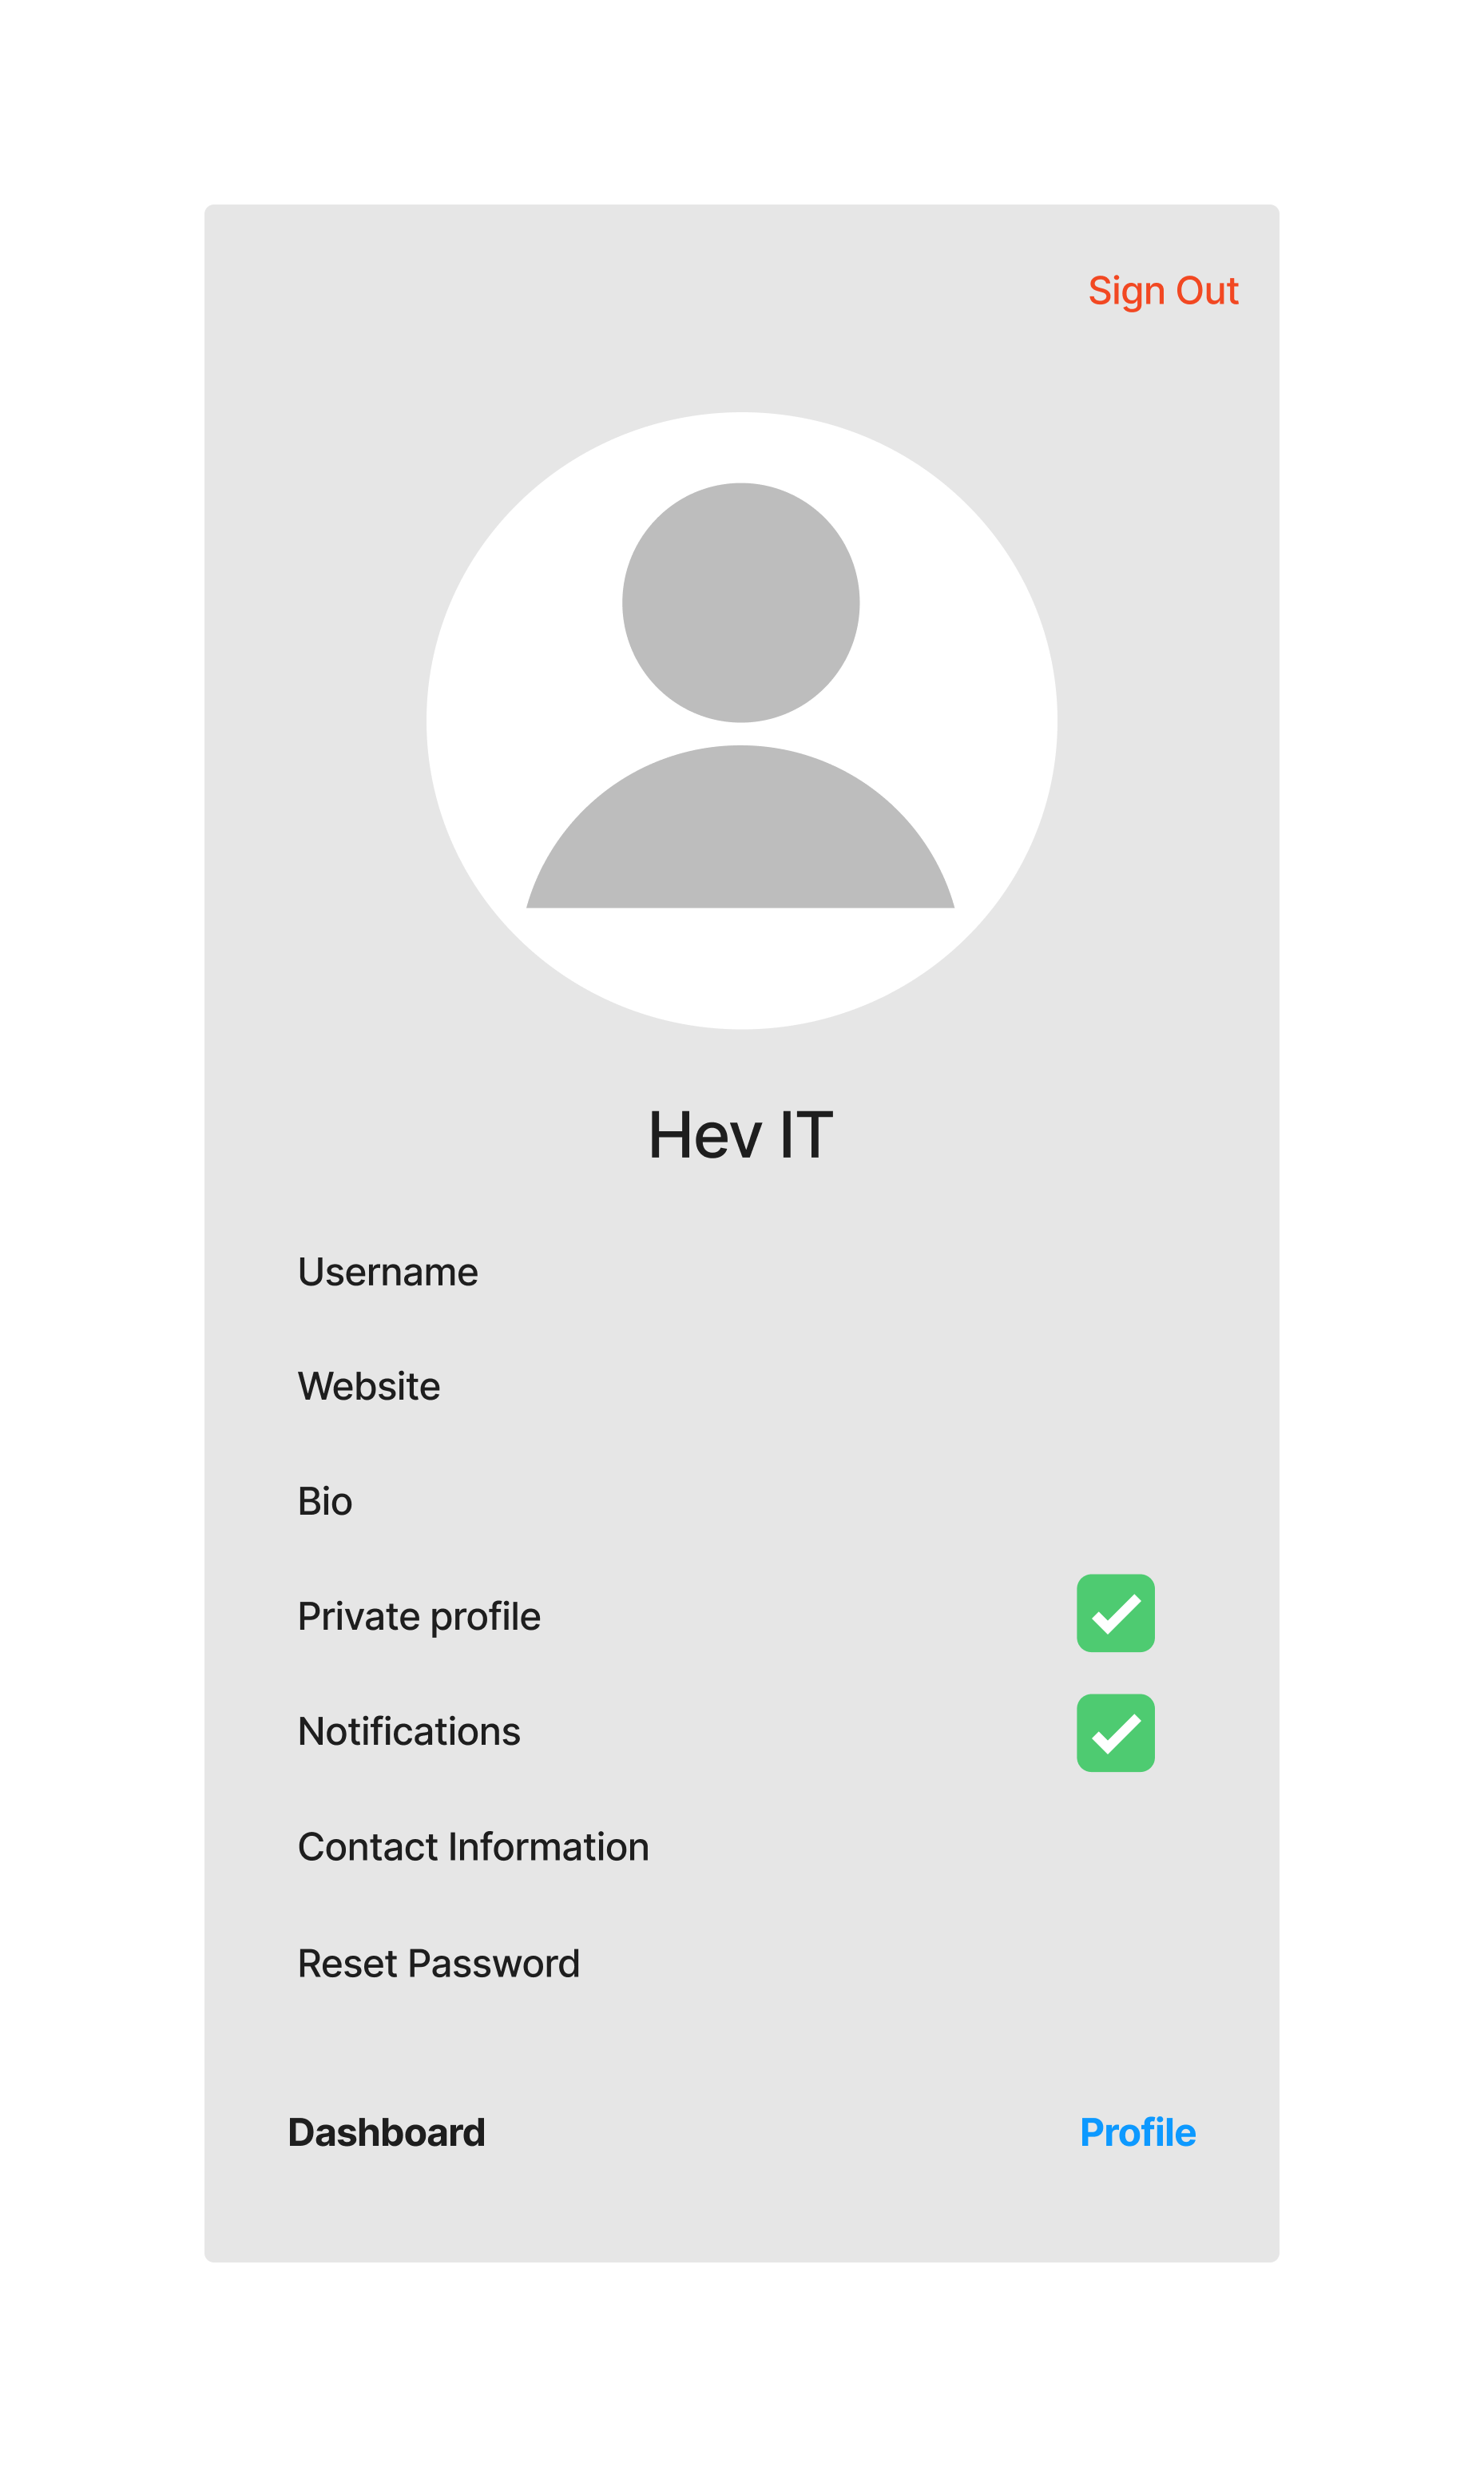 Sign Out
Hev IT
Username
Website
Bio
Private profile
Notifications
Contact Information
Reset Password
Dashboard Profile